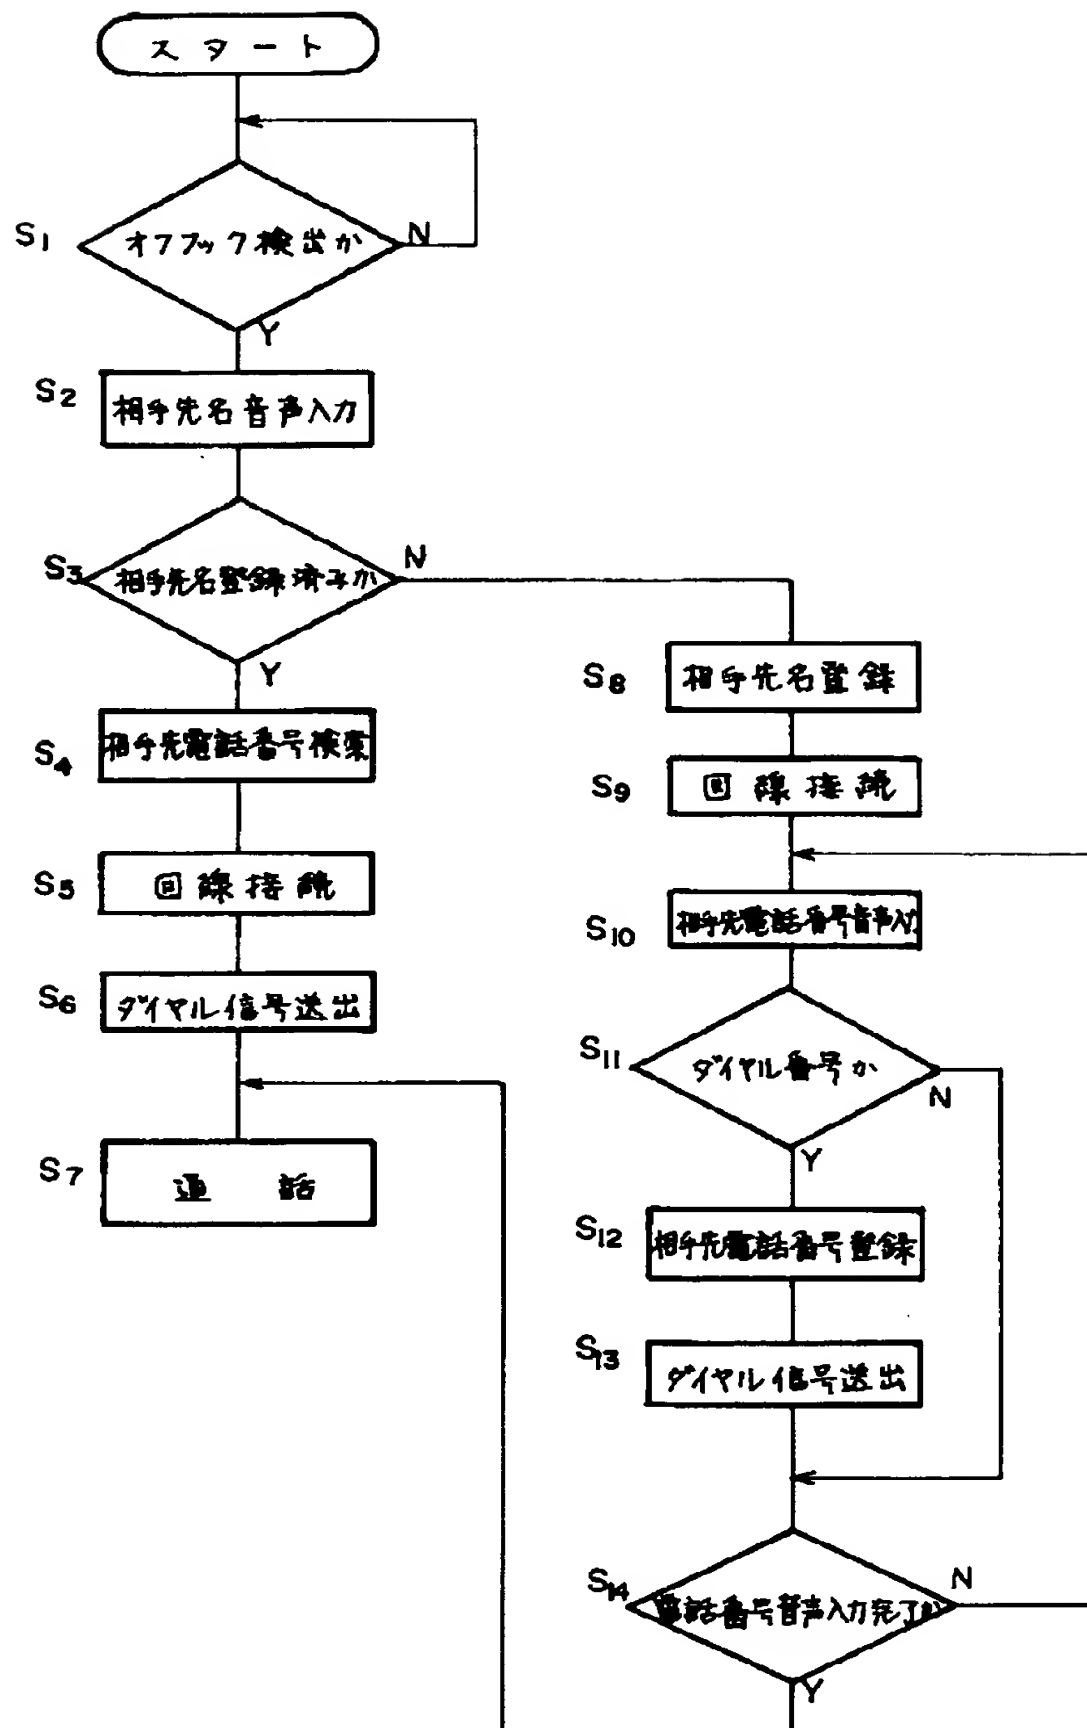 スタート
S1
オフフック検出か
N
Y
S2
相手先名音声入力
S3
相手先名登録済みか
N
Y
S4
相手先電話番号検索
S5
回線接続
S6
ダイヤル信号送出
S7
通話
S8
相手先名登録
S9
回線接続
S10
相手先電話番号音声入力
S11
ダイヤル番号か
N
Y
S12
相手先電話番号登録
S13
ダイヤル信号送出
S14
電話番号音声入力完了か
N
Y